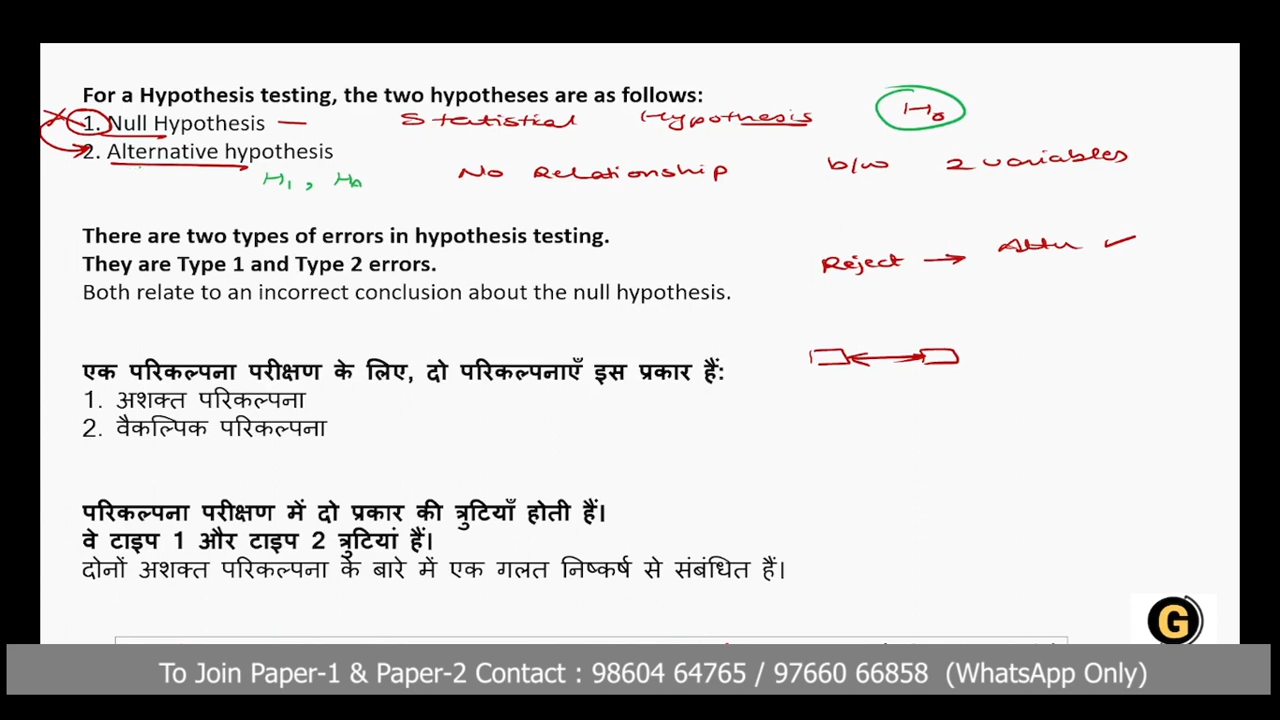 For a Hypothesis testing, the two hypotheses are as follows:
1. Null Hypothesis — Statistical Hypothesis H₀
2. Alternative hypothesis
H₁ , Hₐ No Relationship b/w 2 variables
There are two types of errors in hypothesis testing.
They are Type 1 and Type 2 errors.
Reject → Alter ✓
Both relate to an incorrect conclusion about the null hypothesis.
एक परिकल्पना परीक्षण के लिए, दो परिकल्पनाएँ इस प्रकार हैं:
1. अशक्त परिकल्पना
2. वैकल्पिक परिकल्पना
परिकल्पना परीक्षण में दो प्रकार की त्रुटियाँ होती हैं।
वे टाइप 1 और टाइप 2 त्रुटियां हैं।
दोनों अशक्त परिकल्पना के बारे में एक गलत निष्कर्ष से संबंधित हैं।
G
To Join Paper-1 & Paper-2 Contact : 98604 64765 / 97660 66858 (WhatsApp Only)